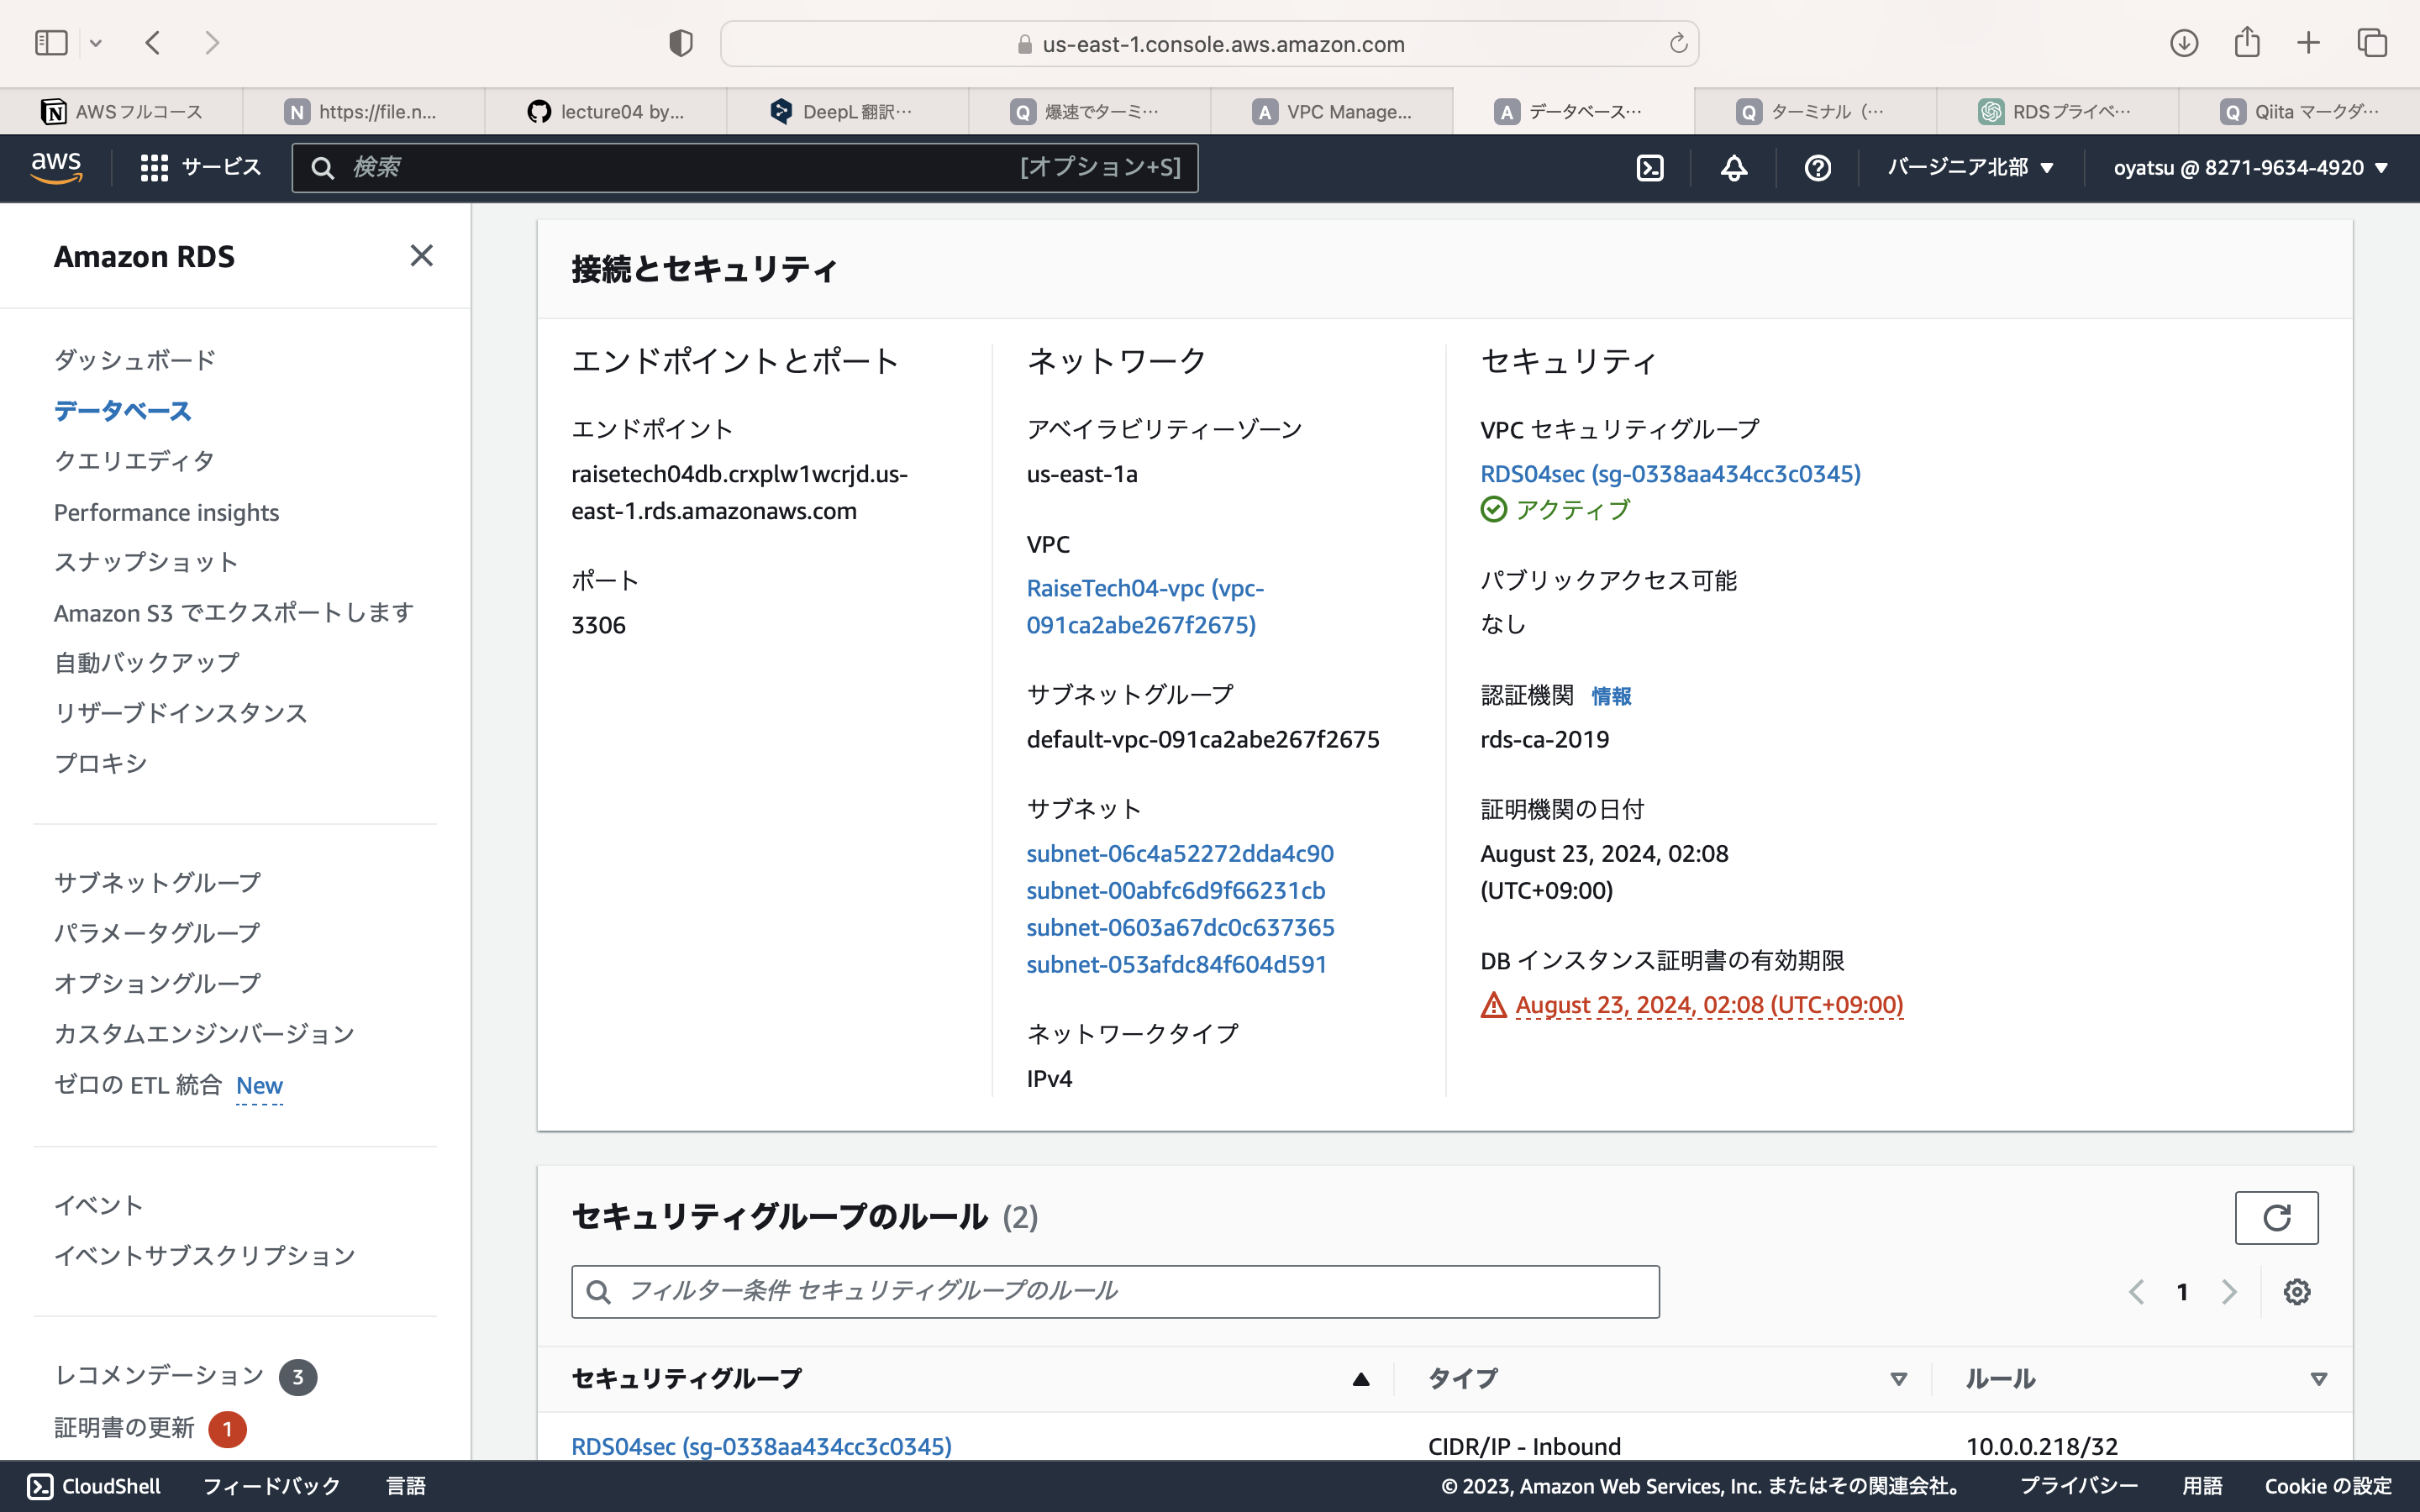 us-east-1.console.aws.amazon.com
AWSフルコース
https://file.n...
lecture04 by...
DeepL 翻訳…
爆速でターミ…
VPC Manage...
データベース…
ターミナル（…
RDSプライベ…
Qiita マークダ…
aws
サービス
検索
[オプション+S]
バージニア北部
oyatsu @ 8271-9634-4920
Amazon RDS
ダッシュボード
データベース
クエリエディタ
Performance insights
スナップショット
Amazon S3 でエクスポートします
自動バックアップ
リザーブドインスタンス
プロキシ
サブネットグループ
パラメータグループ
オプショングループ
カスタムエンジンバージョン
ゼロの ETL 統合 New
イベント
イベントサブスクリプション
レコメンデーション 3
証明書の更新 1
接続とセキュリティ
エンドポイントとポート
エンドポイント
raisetech04db.crxplw1wcrjd.us-
east-1.rds.amazonaws.com
ポート
3306
ネットワーク
アベイラビリティーゾーン
us-east-1a
VPC
RaiseTech04-vpc (vpc-
091ca2abe267f2675)
サブネットグループ
default-vpc-091ca2abe267f2675
サブネット
subnet-06c4a52272dda4c90
subnet-00abfc6d9f66231cb
subnet-0603a67dc0c637365
subnet-053afdc84f604d591
ネットワークタイプ
IPv4
セキュリティ
VPC セキュリティグループ
RDS04sec (sg-0338aa434cc3c0345)
アクティブ
パブリックアクセス可能
なし
認証機関 情報
rds-ca-2019
証明機関の日付
August 23, 2024, 02:08
(UTC+09:00)
DB インスタンス証明書の有効期限
August 23, 2024, 02:08 (UTC+09:00)
セキュリティグループのルール (2)
フィルター条件 セキュリティグループのルール
1
セキュリティグループ
タイプ
ルール
RDS04sec (sg-0338aa434cc3c0345)
CIDR/IP - Inbound
10.0.0.218/32
CloudShell
フィードバック
言語
© 2023, Amazon Web Services, Inc. またはその関連会社。
プライバシー
用語
Cookie の設定